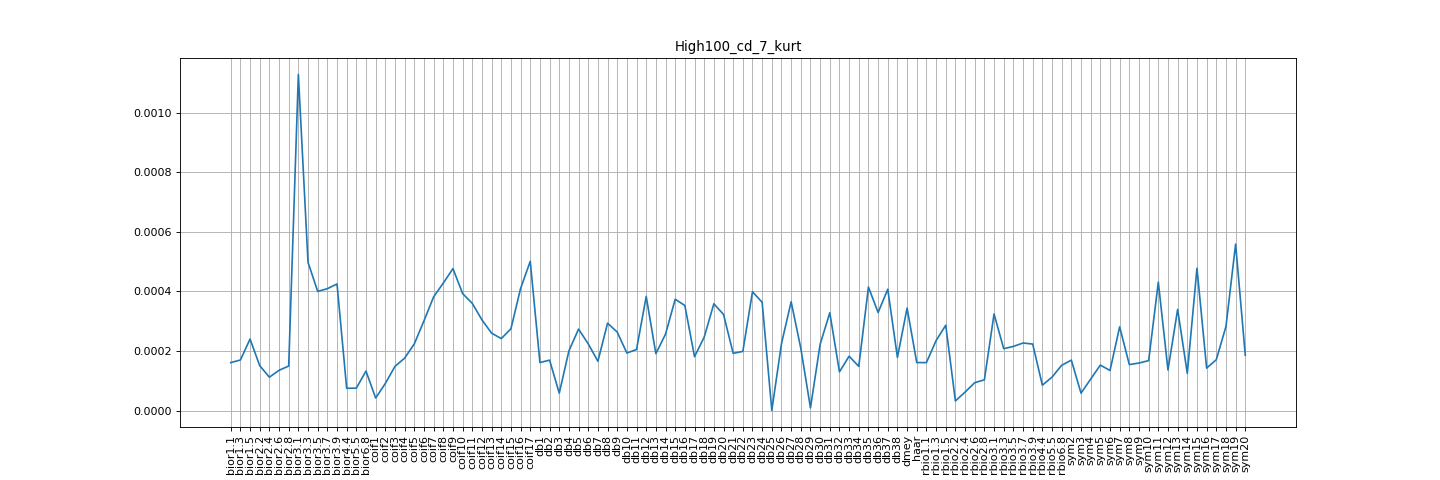 High100_cd_7_kurt
0.0010
0.0008
0.0006
0.0004
0.0002
0.0000
bior1.1
bior1.3
bior1.5
bior2.2
bior2.4
bior2.6
bior2.8
bior3.1
bior3.3
bior3.5
bior3.7
bior3.9
bior4.4
bior5.5
bior6.8
coif1
coif2
coif3
coif4
coif5
coif6
coif7
coif8
coif9
coif10
coif11
coif12
coif13
coif14
coif15
coif16
coif17
db1
db2
db3
db4
db5
db6
db7
db8
db9
db10
db11
db12
db13
db14
db15
db16
db17
db18
db19
db20
db21
db22
db23
db24
db25
db26
db27
db28
db29
db30
db31
db32
db33
db34
db35
db36
db37
db38
dmey
haar
rbio1.1
rbio1.3
rbio1.5
rbio2.2
rbio2.4
rbio2.6
rbio2.8
rbio3.1
rbio3.3
rbio3.5
rbio3.7
rbio3.9
rbio4.4
rbio5.5
rbio6.8
sym2
sym3
sym4
sym5
sym6
sym7
sym8
sym9
sym10
sym11
sym12
sym13
sym14
sym15
sym16
sym17
sym18
sym19
sym20